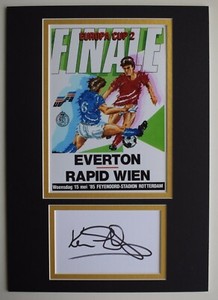 EUROPA CUP 2
FINALE
EVERTON
RAPID WIEN
Woensdag 15 mei '85 FEYENOORD-STADION ROTTERDAM